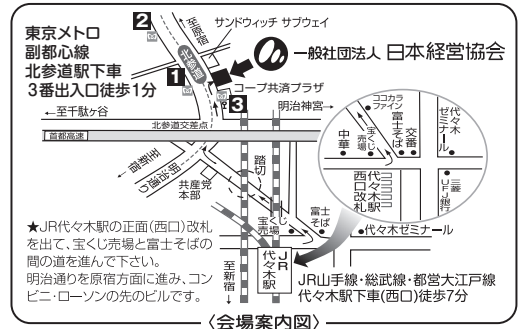 東京メトロ
副都心線
北参道駅下車
3番出入口徒歩1分
2
至原宿
サンドウィッチ サブウェイ
北参道
一般社団法人 日本経営協会
1
コープ共済プラザ
3
←至千駄ヶ谷
明治神宮→
北参道交差点
首都高速
至新宿
明治通り
踏切
共産党
本部
ココカラ
ファイン
代々木
ゼミナール
中華
宝くじ
売場
富士そば
交番
代々木駅
西口改札
三菱
UFJ
銀行
★JR代々木駅の正面(西口)改札
を出て、宝くじ売場と富士そばの
間の道を進んで下さい。
明治通りを原宿方面に進み、コン
ビニ・ローソンの先のビルです。
宝くじ
売場
富士
そば
代々木ゼミナール
至新宿
JR
代々木駅
JR山手線・総武線・都営大江戸線
代々木駅下車(西口)徒歩7分
〈会場案内図〉